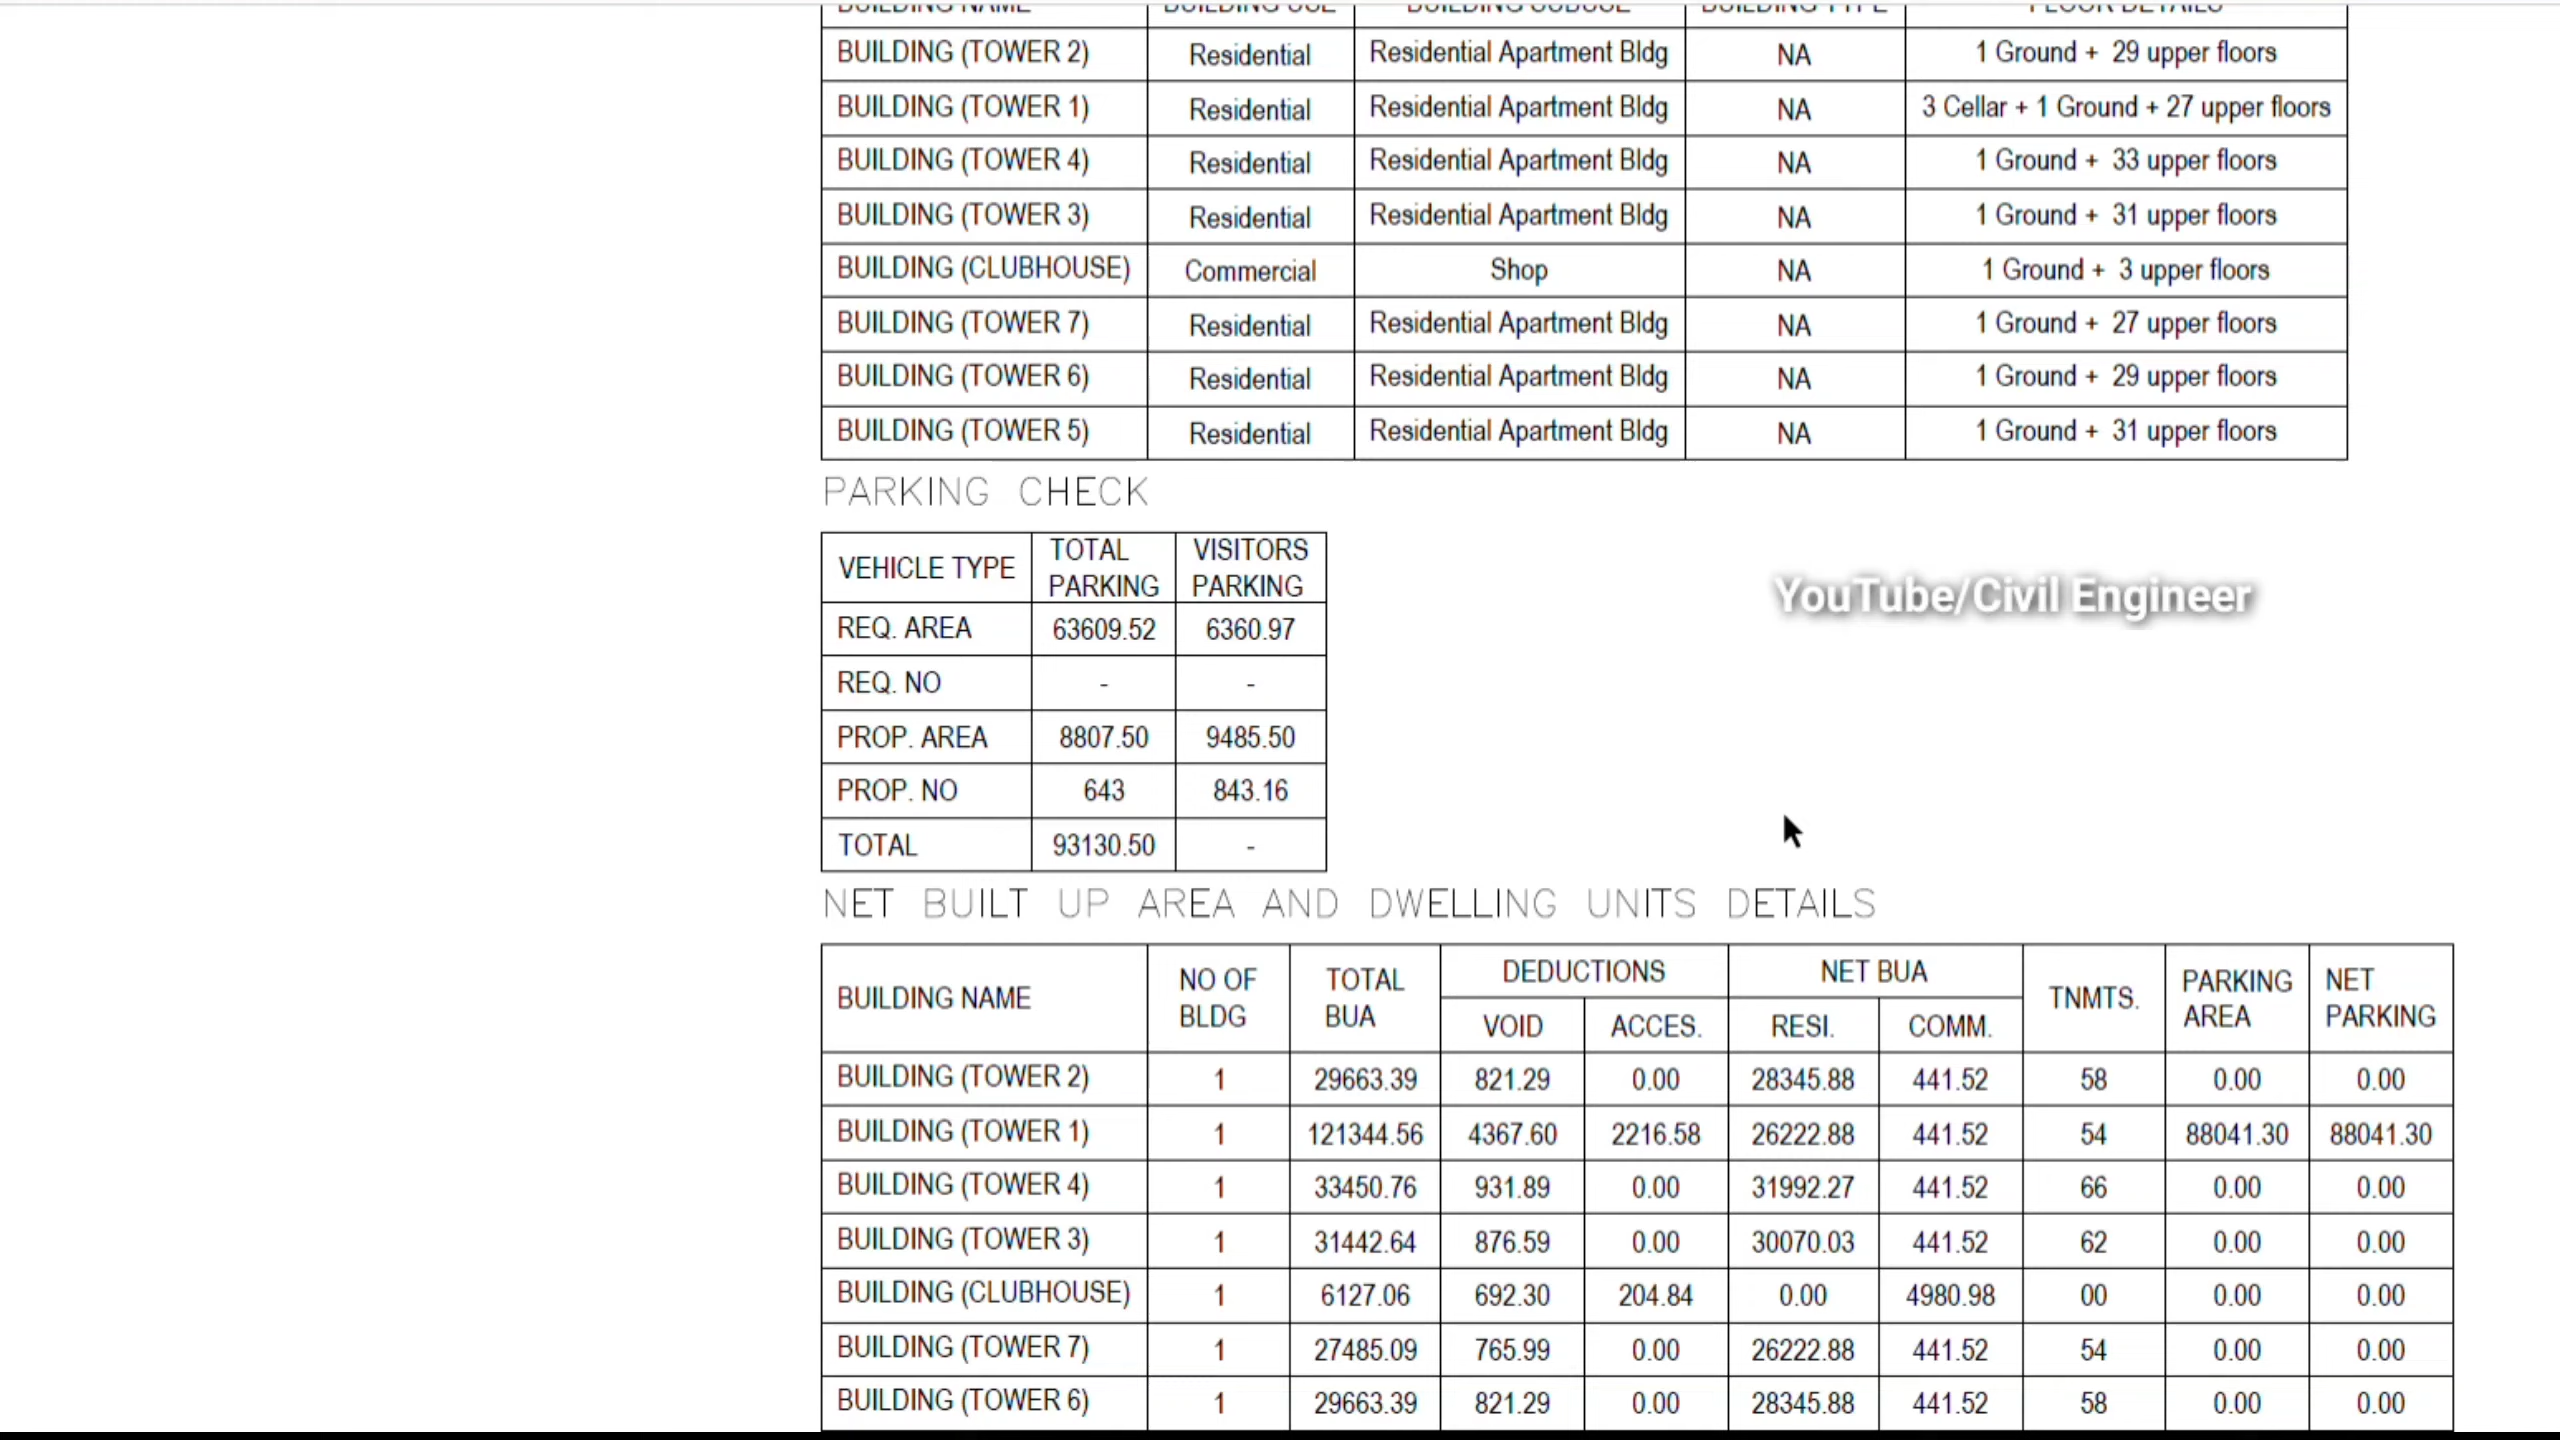 BUILDING NAME BUILDING USE BUILDING SUBUSE BUILDING TYPE FLOOR DETAILS
BUILDING (TOWER 2) Residential Residential Apartment Bldg NA 1 Ground + 29 upper floors
BUILDING (TOWER 1) Residential Residential Apartment Bldg NA 3 Cellar + 1 Ground + 27 upper floors
BUILDING (TOWER 4) Residential Residential Apartment Bldg NA 1 Ground + 33 upper floors
BUILDING (TOWER 3) Residential Residential Apartment Bldg NA 1 Ground + 31 upper floors
BUILDING (CLUBHOUSE) Commercial Shop NA 1 Ground + 3 upper floors
BUILDING (TOWER 7) Residential Residential Apartment Bldg NA 1 Ground + 27 upper floors
BUILDING (TOWER 6) Residential Residential Apartment Bldg NA 1 Ground + 29 upper floors
BUILDING (TOWER 5) Residential Residential Apartment Bldg NA 1 Ground + 31 upper floors
PARKING CHECK
VEHICLE TYPE TOTAL PARKING VISITORS PARKING
REQ. AREA 63609.52 6360.97
REQ. NO - -
PROP. AREA 8807.50 9485.50
PROP. NO 643 843.16
TOTAL 93130.50 -
YouTube/Civil Engineer
NET BUILT UP AREA AND DWELLING UNITS DETAILS
BUILDING NAME NO OF BLDG TOTAL BUA DEDUCTIONS NET BUA TNMTS. PARKING AREA NET PARKING
VOID ACCES. RESI. COMM.
BUILDING (TOWER 2) 1 29663.39 821.29 0.00 28345.88 441.52 58 0.00 0.00
BUILDING (TOWER 1) 1 121344.56 4367.60 2216.58 26222.88 441.52 54 88041.30 88041.30
BUILDING (TOWER 4) 1 33450.76 931.89 0.00 31992.27 441.52 66 0.00 0.00
BUILDING (TOWER 3) 1 31442.64 876.59 0.00 30070.03 441.52 62 0.00 0.00
BUILDING (CLUBHOUSE) 1 6127.06 692.30 204.84 0.00 4980.98 00 0.00 0.00
BUILDING (TOWER 7) 1 27485.09 765.99 0.00 26222.88 441.52 54 0.00 0.00
BUILDING (TOWER 6) 1 29663.39 821.29 0.00 28345.88 441.52 58 0.00 0.00